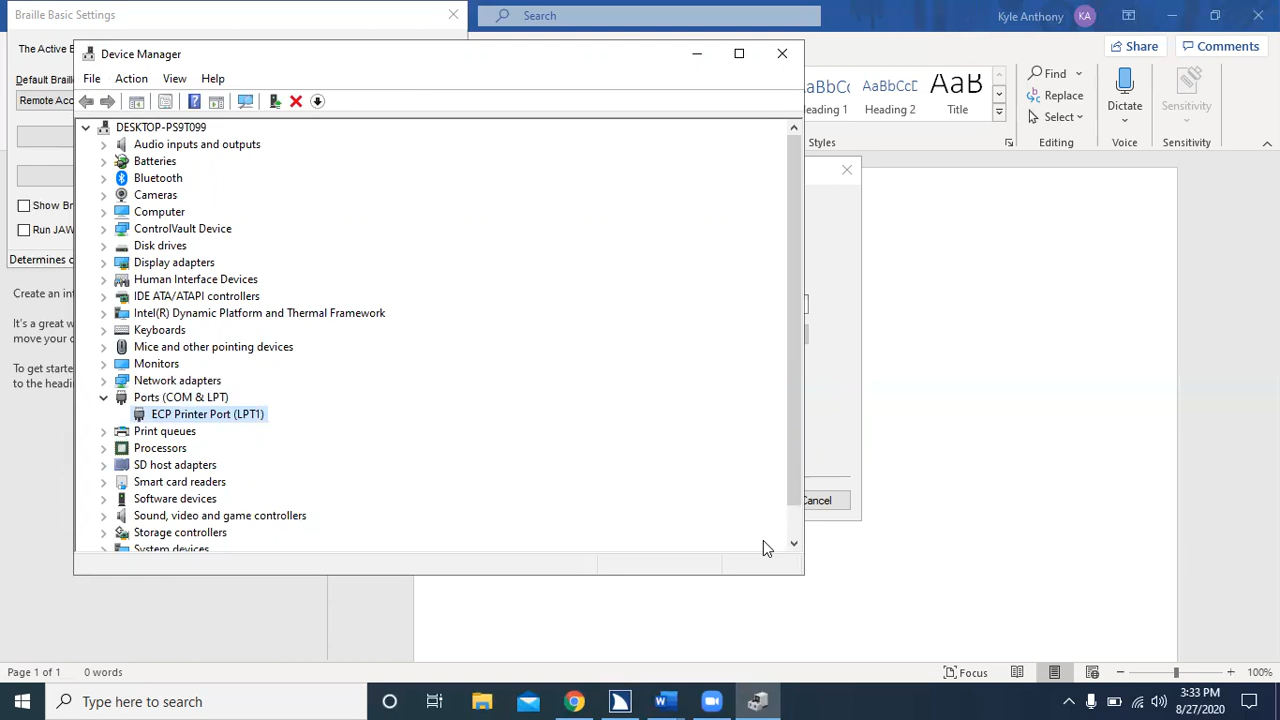 Braille Basic Settings
Search
Kyle Anthony KA
The Active
Device Manager
Share
Comments
File Action View Help
Default Braille
Remote Acc
Find
Replace
Select
AaBbCcD
AaB
Heading 1
Heading 2
Title
Dictate
Sensitivity
Styles
Editing
Voice
Sensitivity
DESKTOP-PS9T099
Audio inputs and outputs
Batteries
Bluetooth
Cameras
Computer
ControlVault Device
Disk drives
Display adapters
Human Interface Devices
IDE ATA/ATAPI controllers
Intel(R) Dynamic Platform and Thermal Framework
Keyboards
Mice and other pointing devices
Monitors
Network adapters
Ports (COM & LPT)
ECP Printer Port (LPT1)
Print queues
Processors
SD host adapters
Smart card readers
Software devices
Sound, video and game controllers
Storage controllers
System devices
Show Br
Run JAW
Determines c
Create an int
It's a great w
move your c
To get starte
to the headin
Cancel
Page 1 of 1 0 words
Focus
100%
Type here to search
3:33 PM
8/27/2020